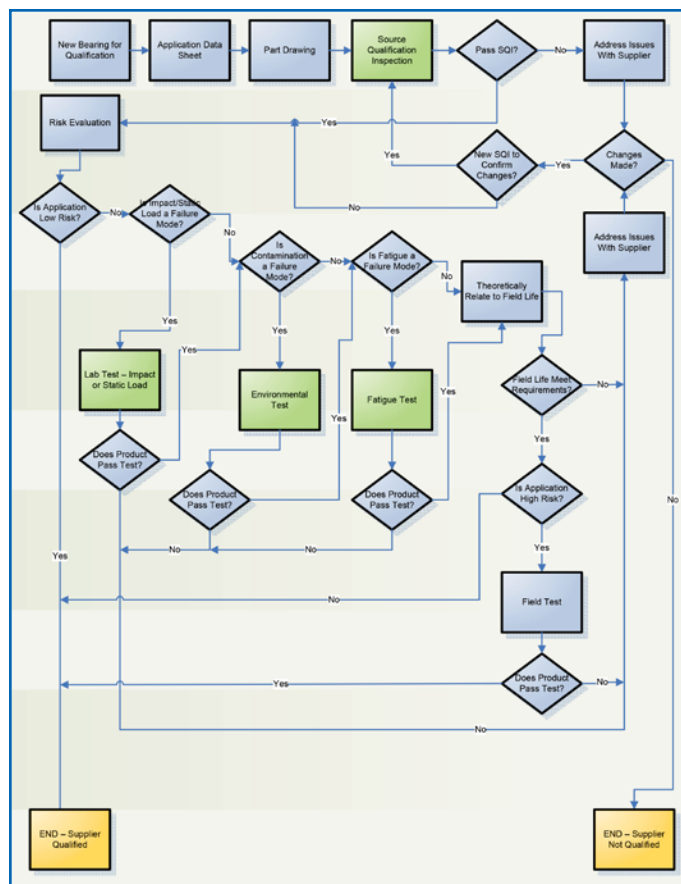 New Bearing for
Qualification
Application Data
Sheet
Part Drawing
Source
Qualification
Inspection
Pass SQI?
No
Address Issues
With Supplier
Risk Evaluation
Yes
Yes
New SQI to
Confirm
Changes?
Yes
Changes
Made?
No
Is Application
Low Risk?
No
Is Impact/Static
Load a Failure
Mode?
No
Is
Contamination
a Failure
Mode?
No
Is Fatigue a
Failure Mode?
No
Theoretically
Relate to Field Life
Address Issues
With Supplier
Yes
Yes
Yes
Yes
Lab Test – Impact
or Static Load
Environmental
Test
Yes
Fatigue Test
Yes
Field Life Meet
Requirements?
No
Yes
Does Product
Pass Test?
Does Product
Pass Test?
Does Product
Pass Test?
Is Application
High Risk?
No
Yes
No
No
Yes
No
Field Test
Yes
Does Product
Pass Test?
No
No
END – Supplier
Qualified
END – Supplier
Not Qualified